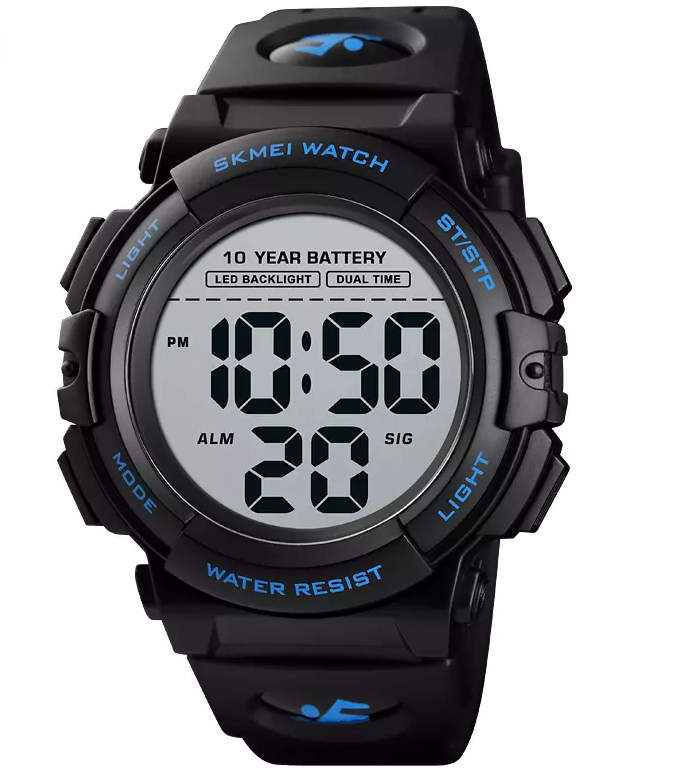 SKMEI WATCH
LIGHT
ST/STP
10 YEAR BATTERY
LED BACKLIGHT DUAL TIME
PM 10:50
ALM 20 SIG
MODE
LIGHT
WATER RESIST